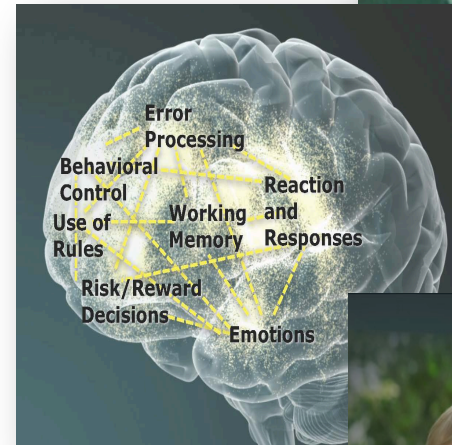 Error
Processing
Behavioral
Control
Reaction
and
Responses
Use of
Rules
Working
Memory
Risk/Reward
Decisions
Emotions